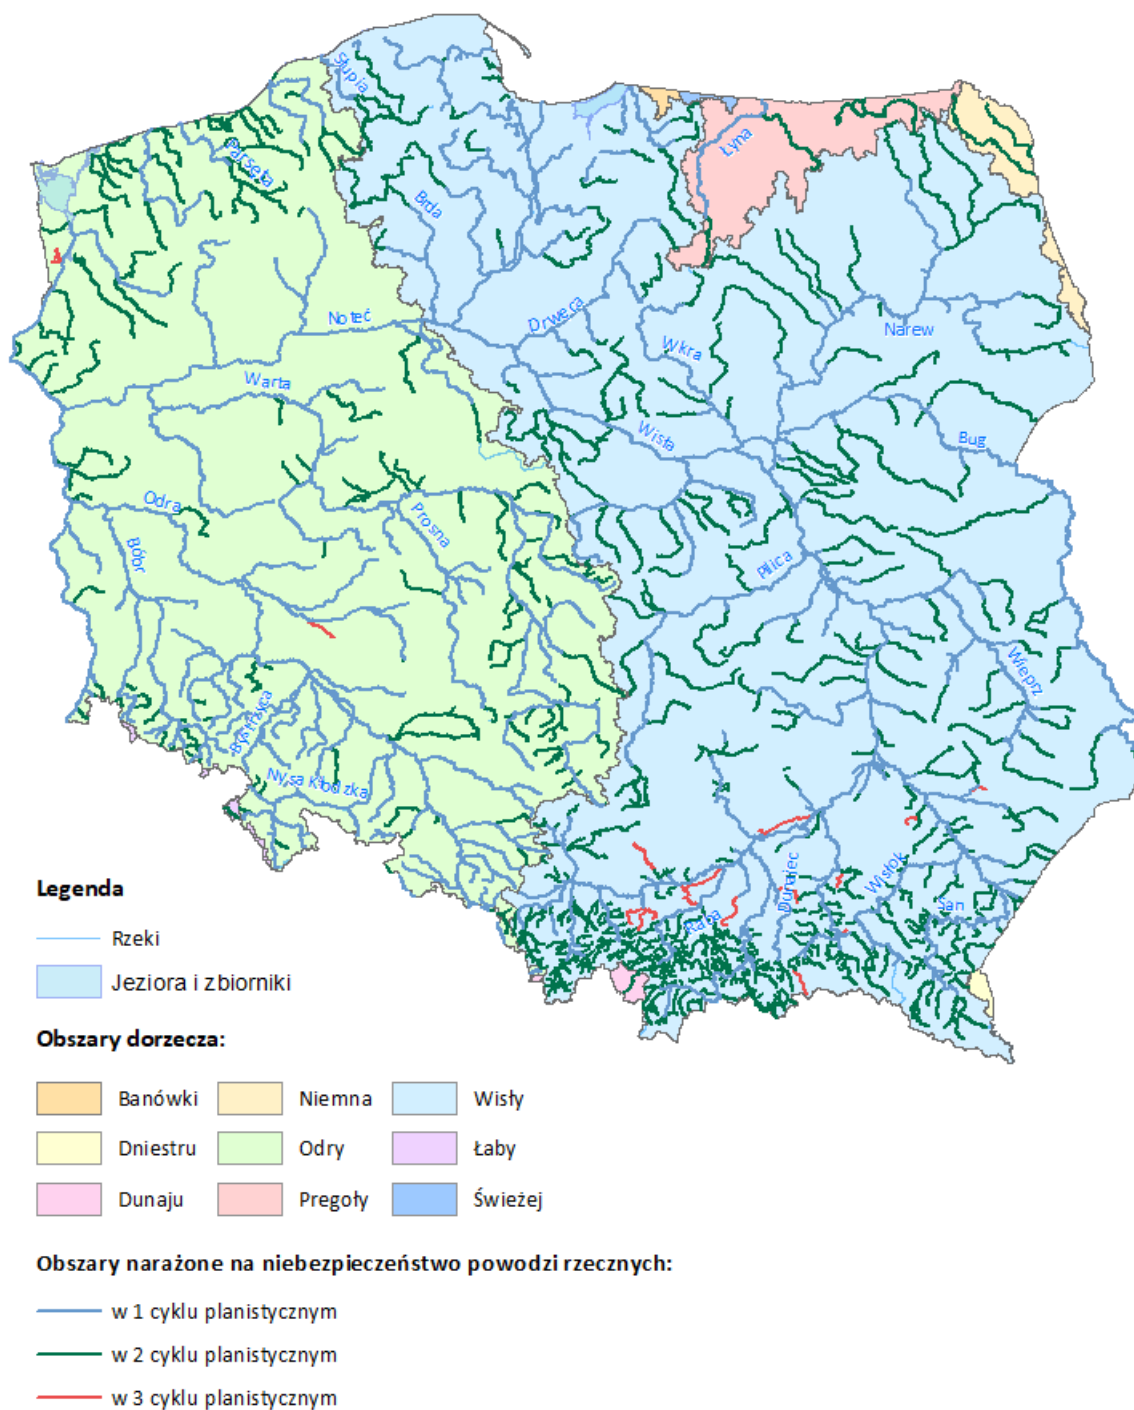 Słupia
Parsęta
Łyna
Brda
Noteć
Drwęca
Narew
Wkra
Warta
Wisła
Bug
Odra
Prosna
Bóbr
Pilica
Wieprz
Bystrzyca
Nysa Kłodzka
Dunajec
Wisłok
San
Raba
Legenda
Rzeki
Jeziora i zbiorniki
Obszary dorzecza:
Banówki Niemna Wisły
Dniestru Odry Łaby
Dunaju Pregoły Świeżej
Obszary narażone na niebezpieczeństwo powodzi rzecznych:
w 1 cyklu planistycznym
w 2 cyklu planistycznym
w 3 cyklu planistycznym